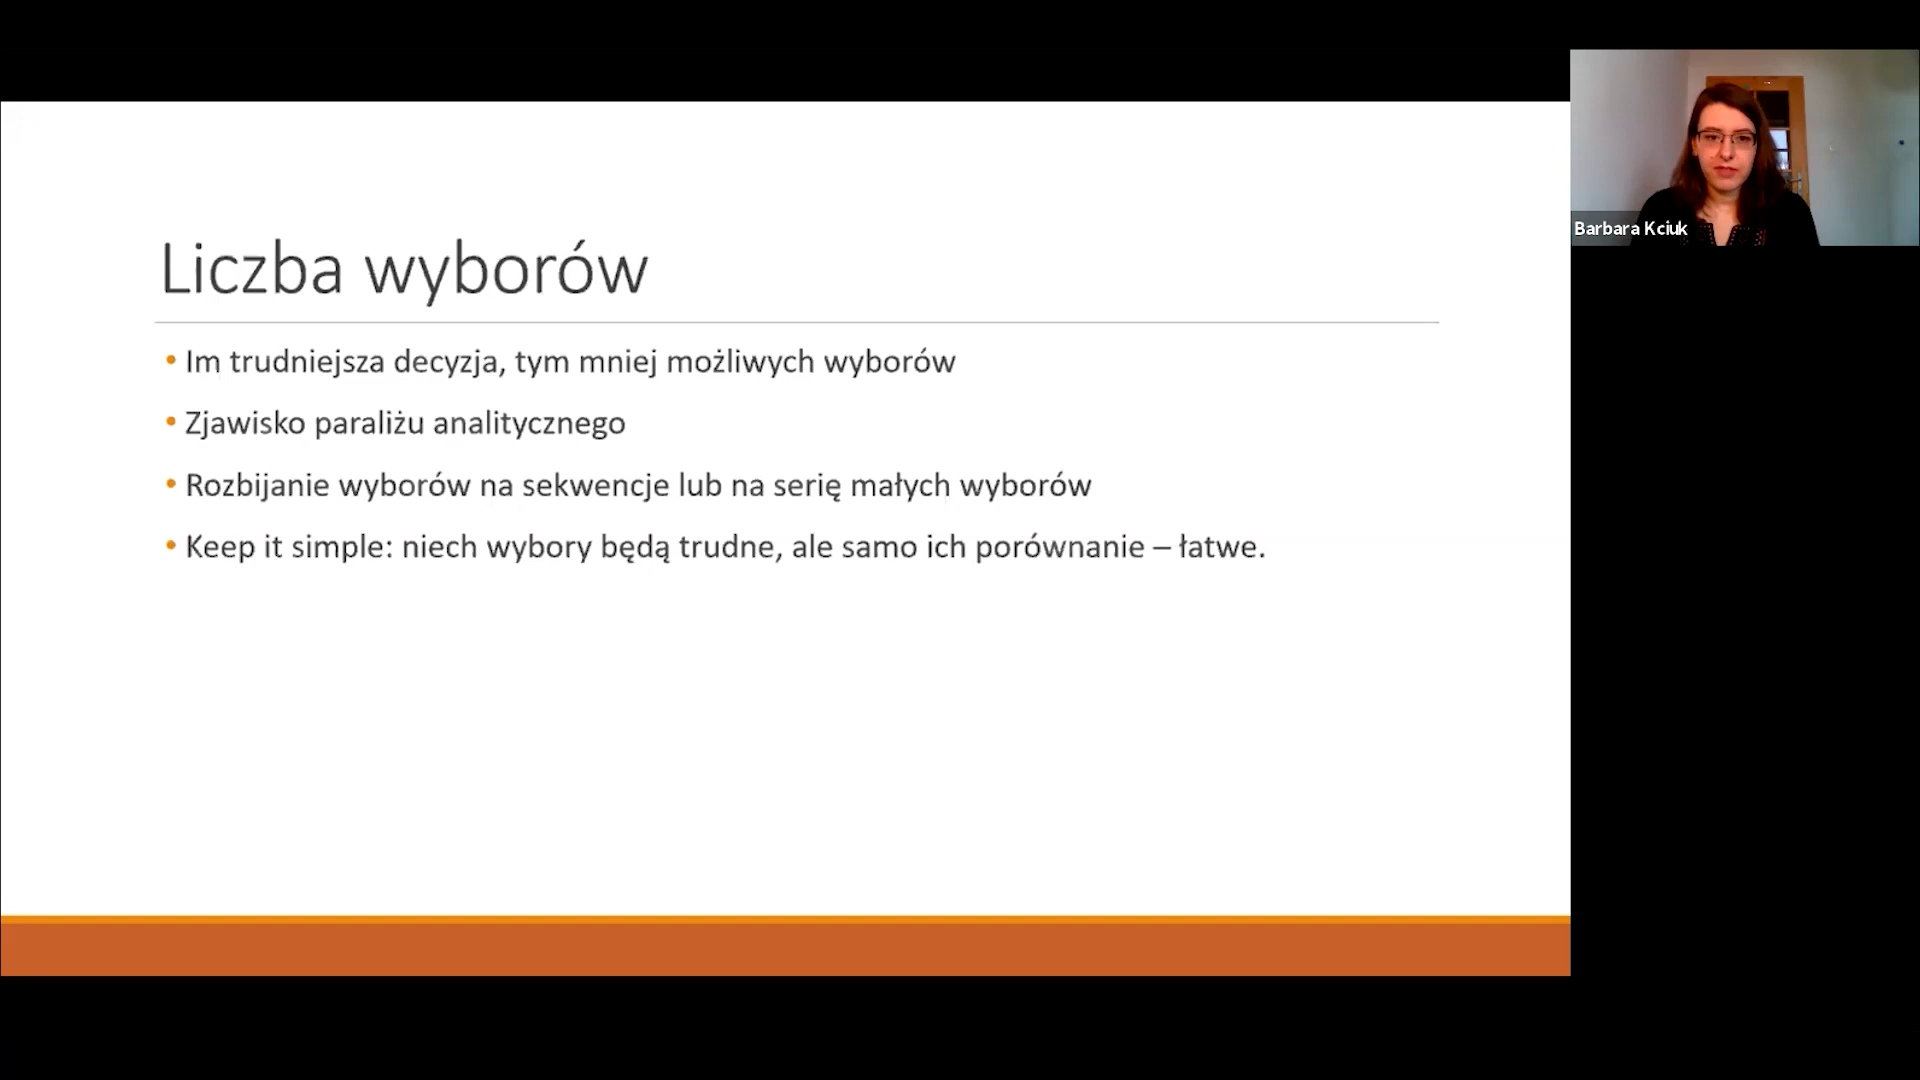 Liczba wyborów
• Im trudniejsza decyzja, tym mniej możliwych wyborów
• Zjawisko paraliżu analitycznego
• Rozbijanie wyborów na sekwencje lub na serię małych wyborów
• Keep it simple: niech wybory będą trudne, ale samo ich porównanie – łatwe.
Barbara Kciuk